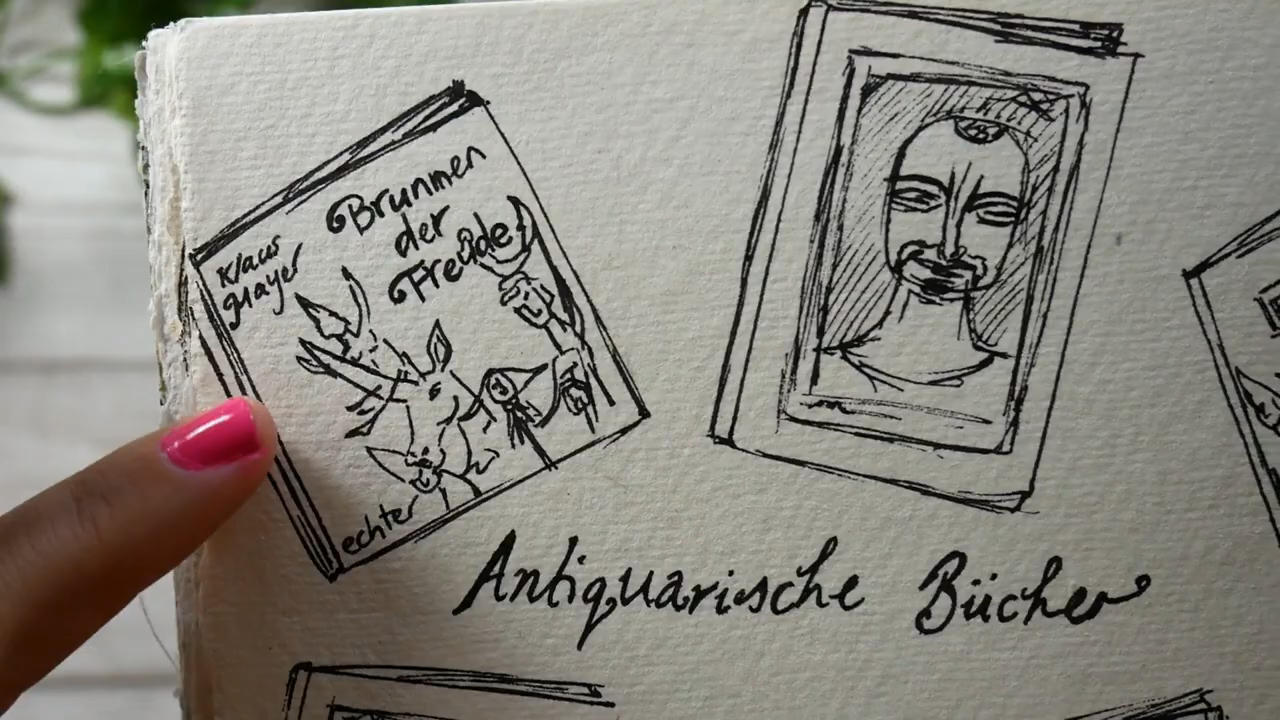 Klaus
Mayer
Brunnen
der
Freude
echter
Antiquarische Bücher